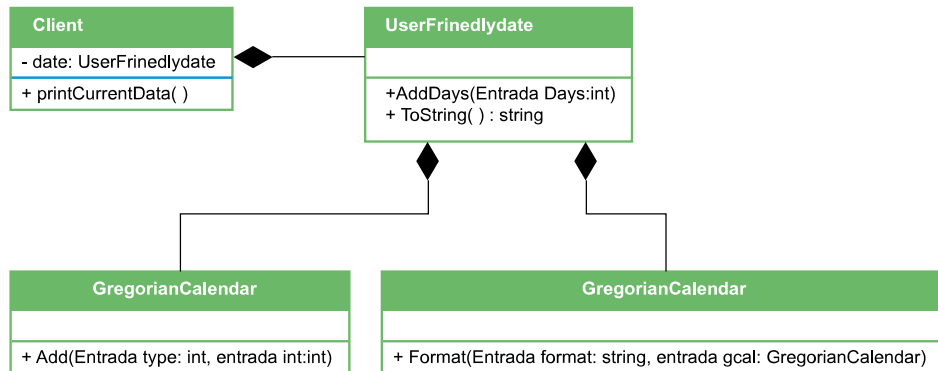 Client
- date: UserFrinedlydate
+ printCurrentData( )
UserFrinedlydate
+AddDays(Entrada Days:int)
+ ToString( ) : string
GregorianCalendar
+ Add(Entrada type: int, entrada int:int)
GregorianCalendar
+ Format(Entrada format: string, entrada gcal: GregorianCalendar)